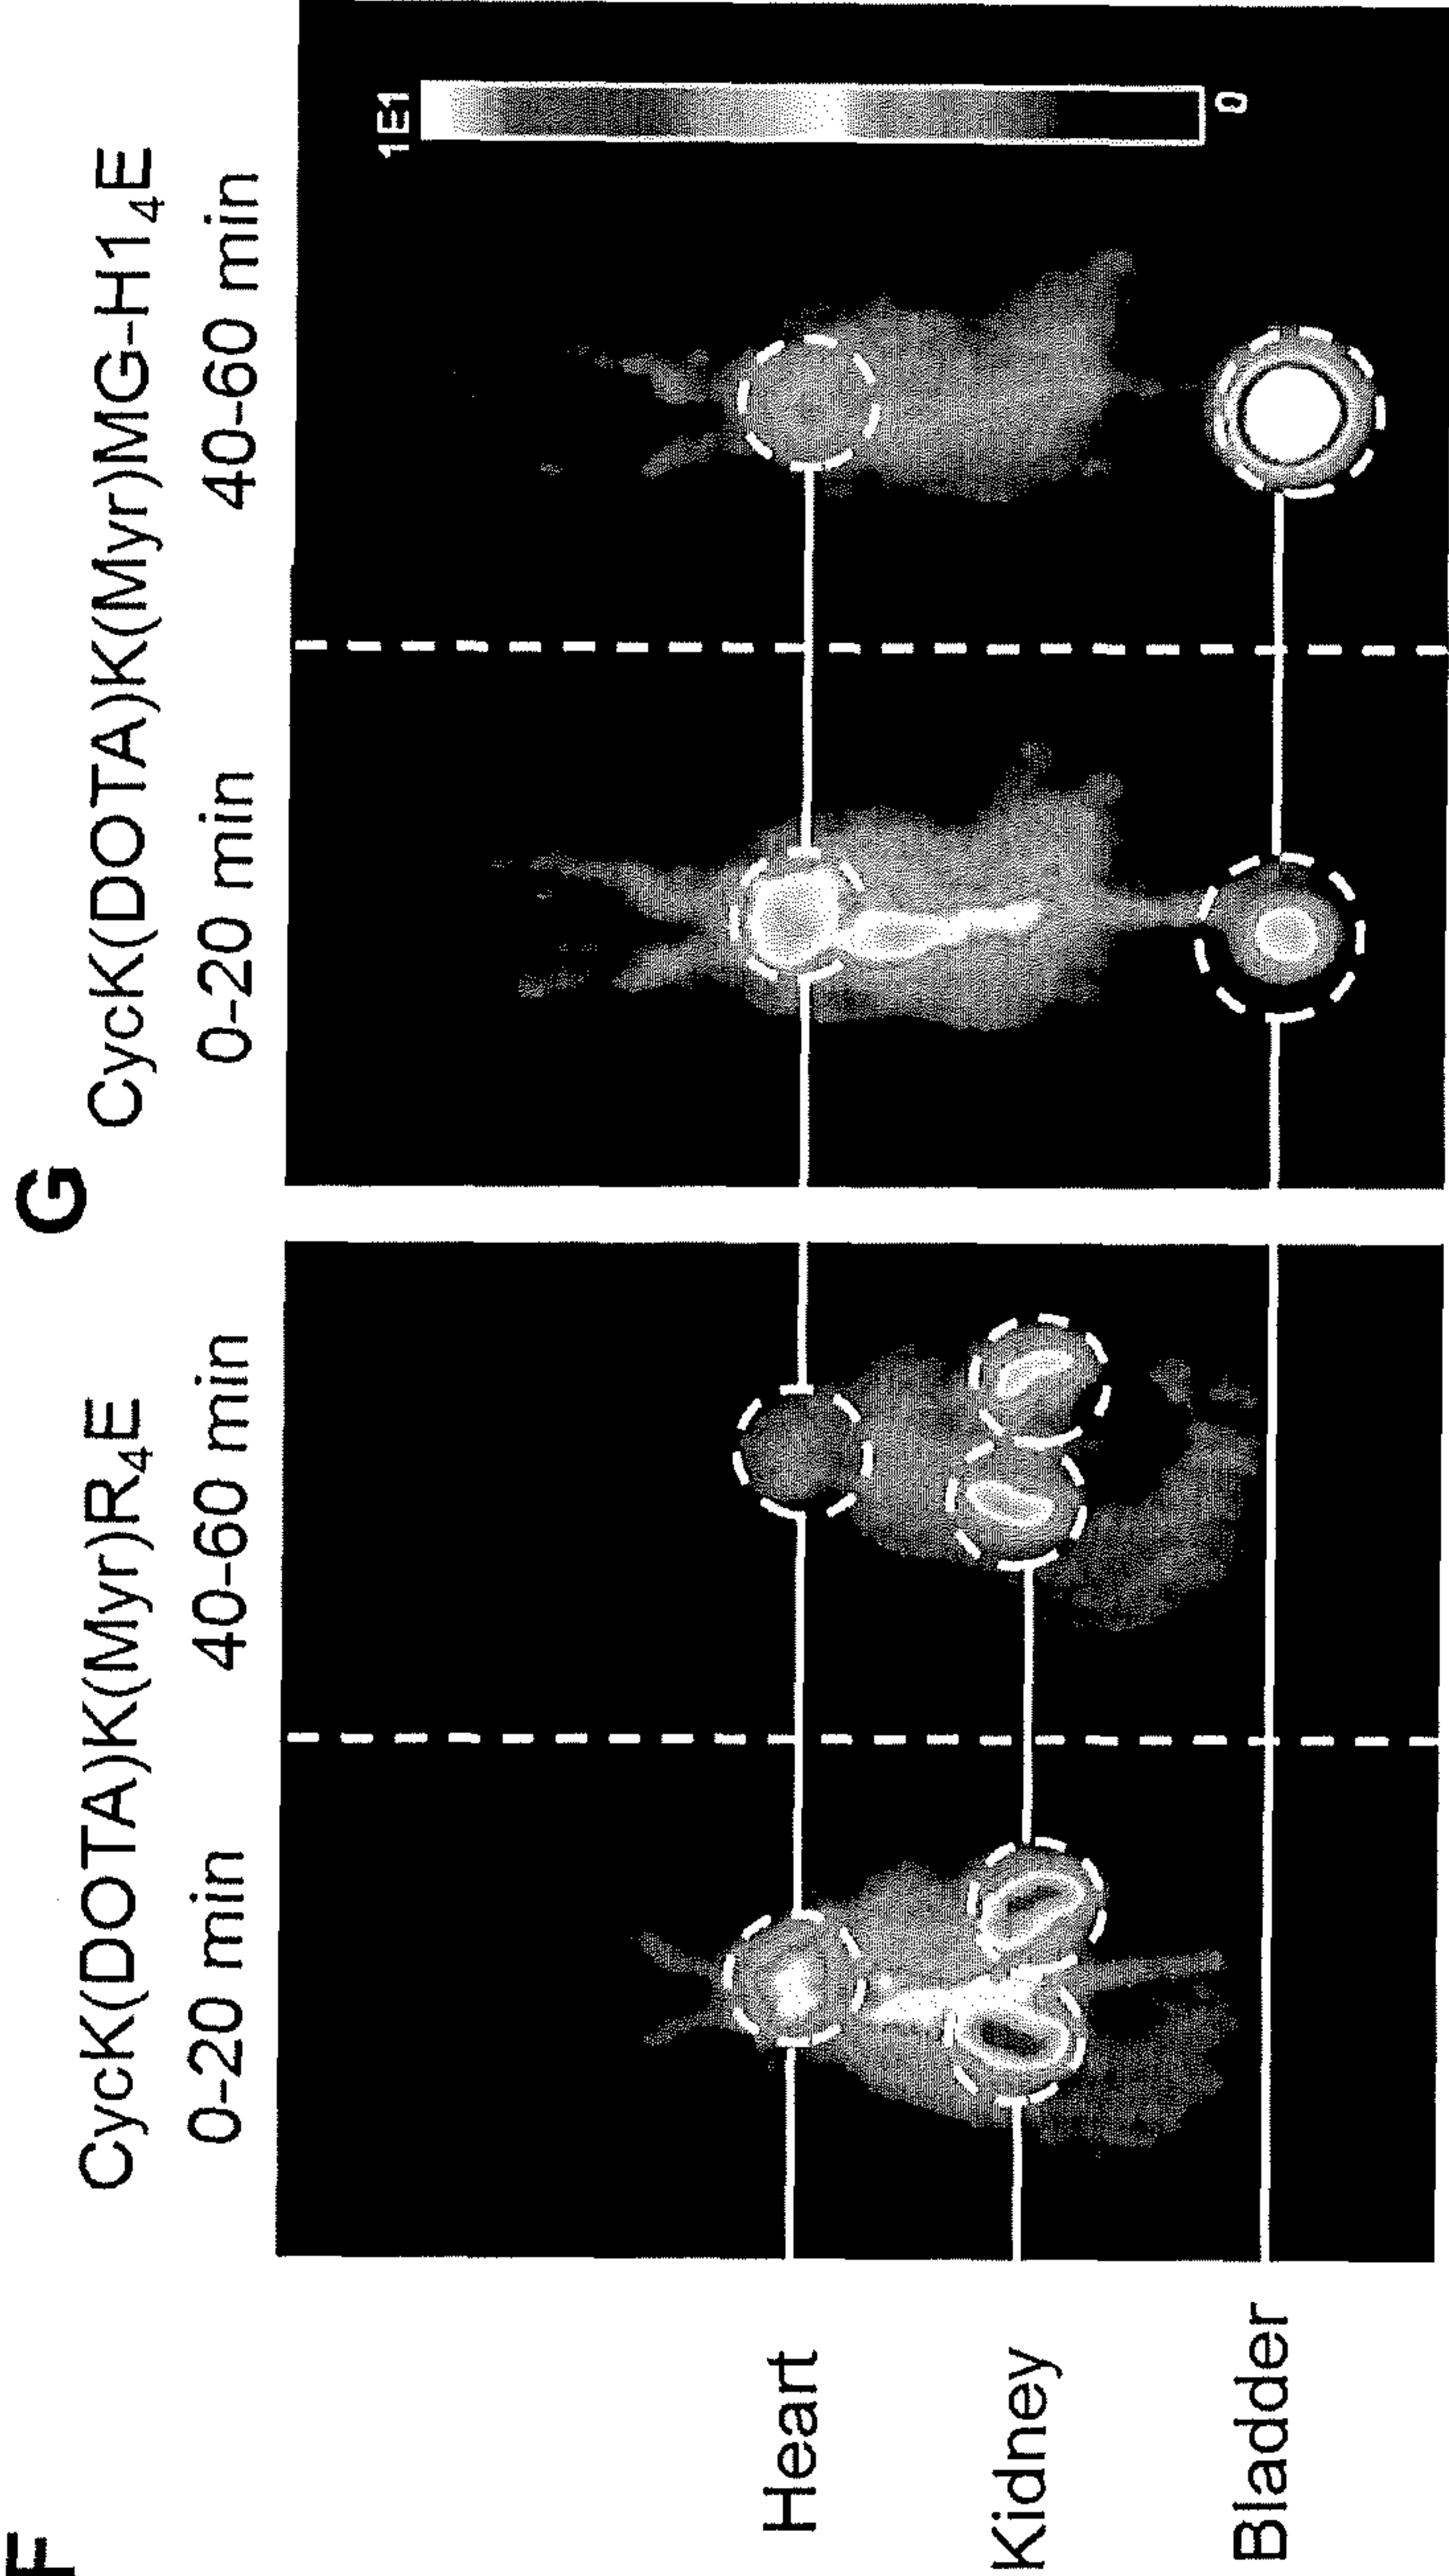 F
CycK(DOTA)K(Myr)R4E
0-20 min 40-60 min
G
CycK(DOTA)K(Myr)MG-H14E
0-20 min 40-60 min
1E1
0
Heart
Kidney
Bladder